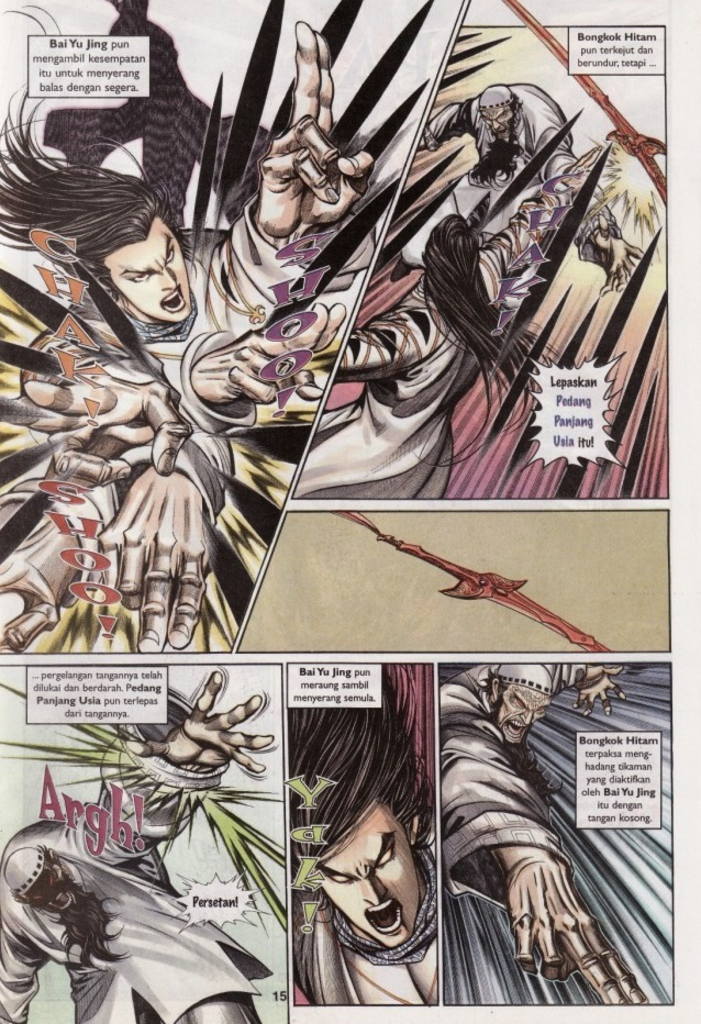 Bai Yu Jing pun
mengambil kesempatan
itu untuk menyerang
balas dengan segera.
CHAK!
SHOO!
SHOO!
Bongkok Hitam
pun terkejut dan
berundur, tetapi ...
CHAK!
Lepaskan
Pedang
Panjang
Usia itu!
... pergelangan tangannya telah
dilukai dan berdarah. Pedang
Panjang Usia pun terlepas
dari tangannya.
Argh!
Persetan!
15
Bai Yu Jing pun
meraung sambil
menyerang semula.
Yak!
Bongkok Hitam
terpaksa meng-
hadang tikaman
yang diaktifkan
oleh Bai Yu Jing
itu dengan
tangan kosong.